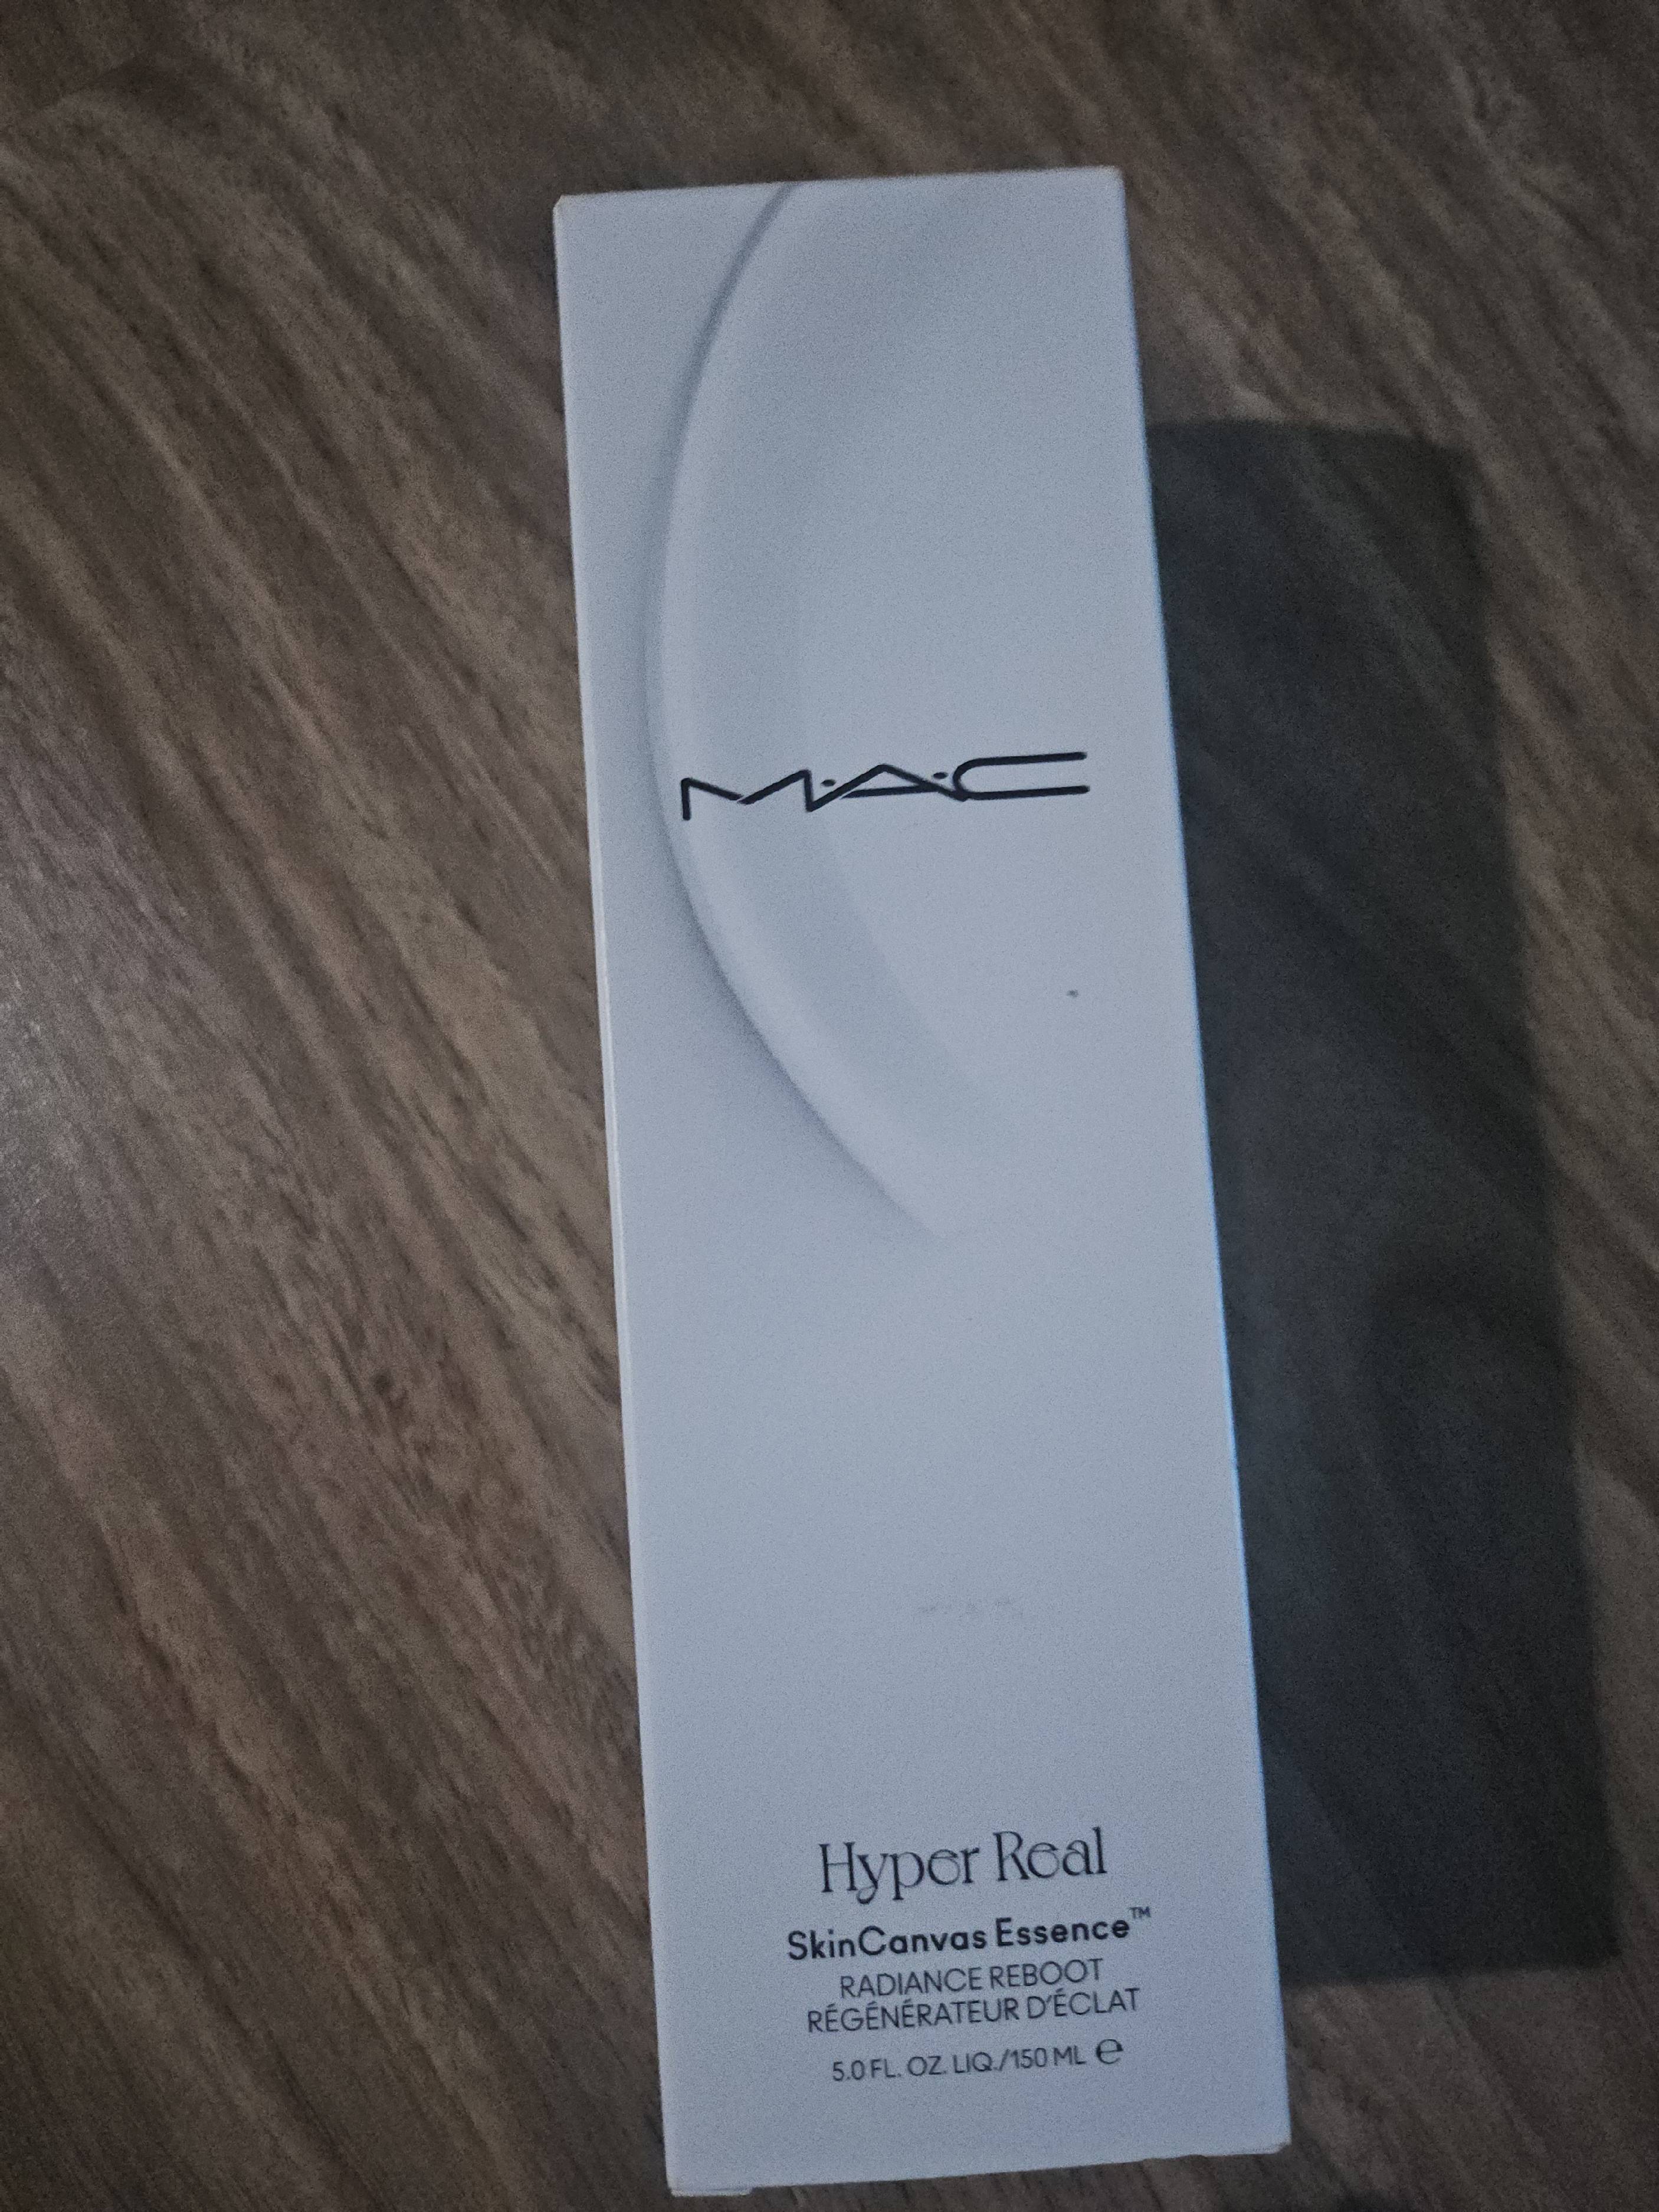 M·A·C
Hyper Real
SkinCanvas Essence™
RADIANCE REBOOT
RÉGÉNÉRATEUR D'ÉCLAT
5.0 FL. OZ. LIQ./150 ML ℮